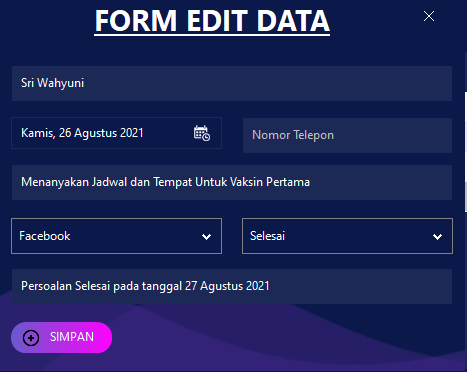 FORM EDIT DATA
Sri Wahyuni
Kamis, 26 Agustus 2021
Nomor Telepon
Menanyakan Jadwal dan Tempat Untuk Vaksin Pertama
Facebook
Selesai
Persoalan Selesai pada tanggal 27 Agustus 2021
SIMPAN